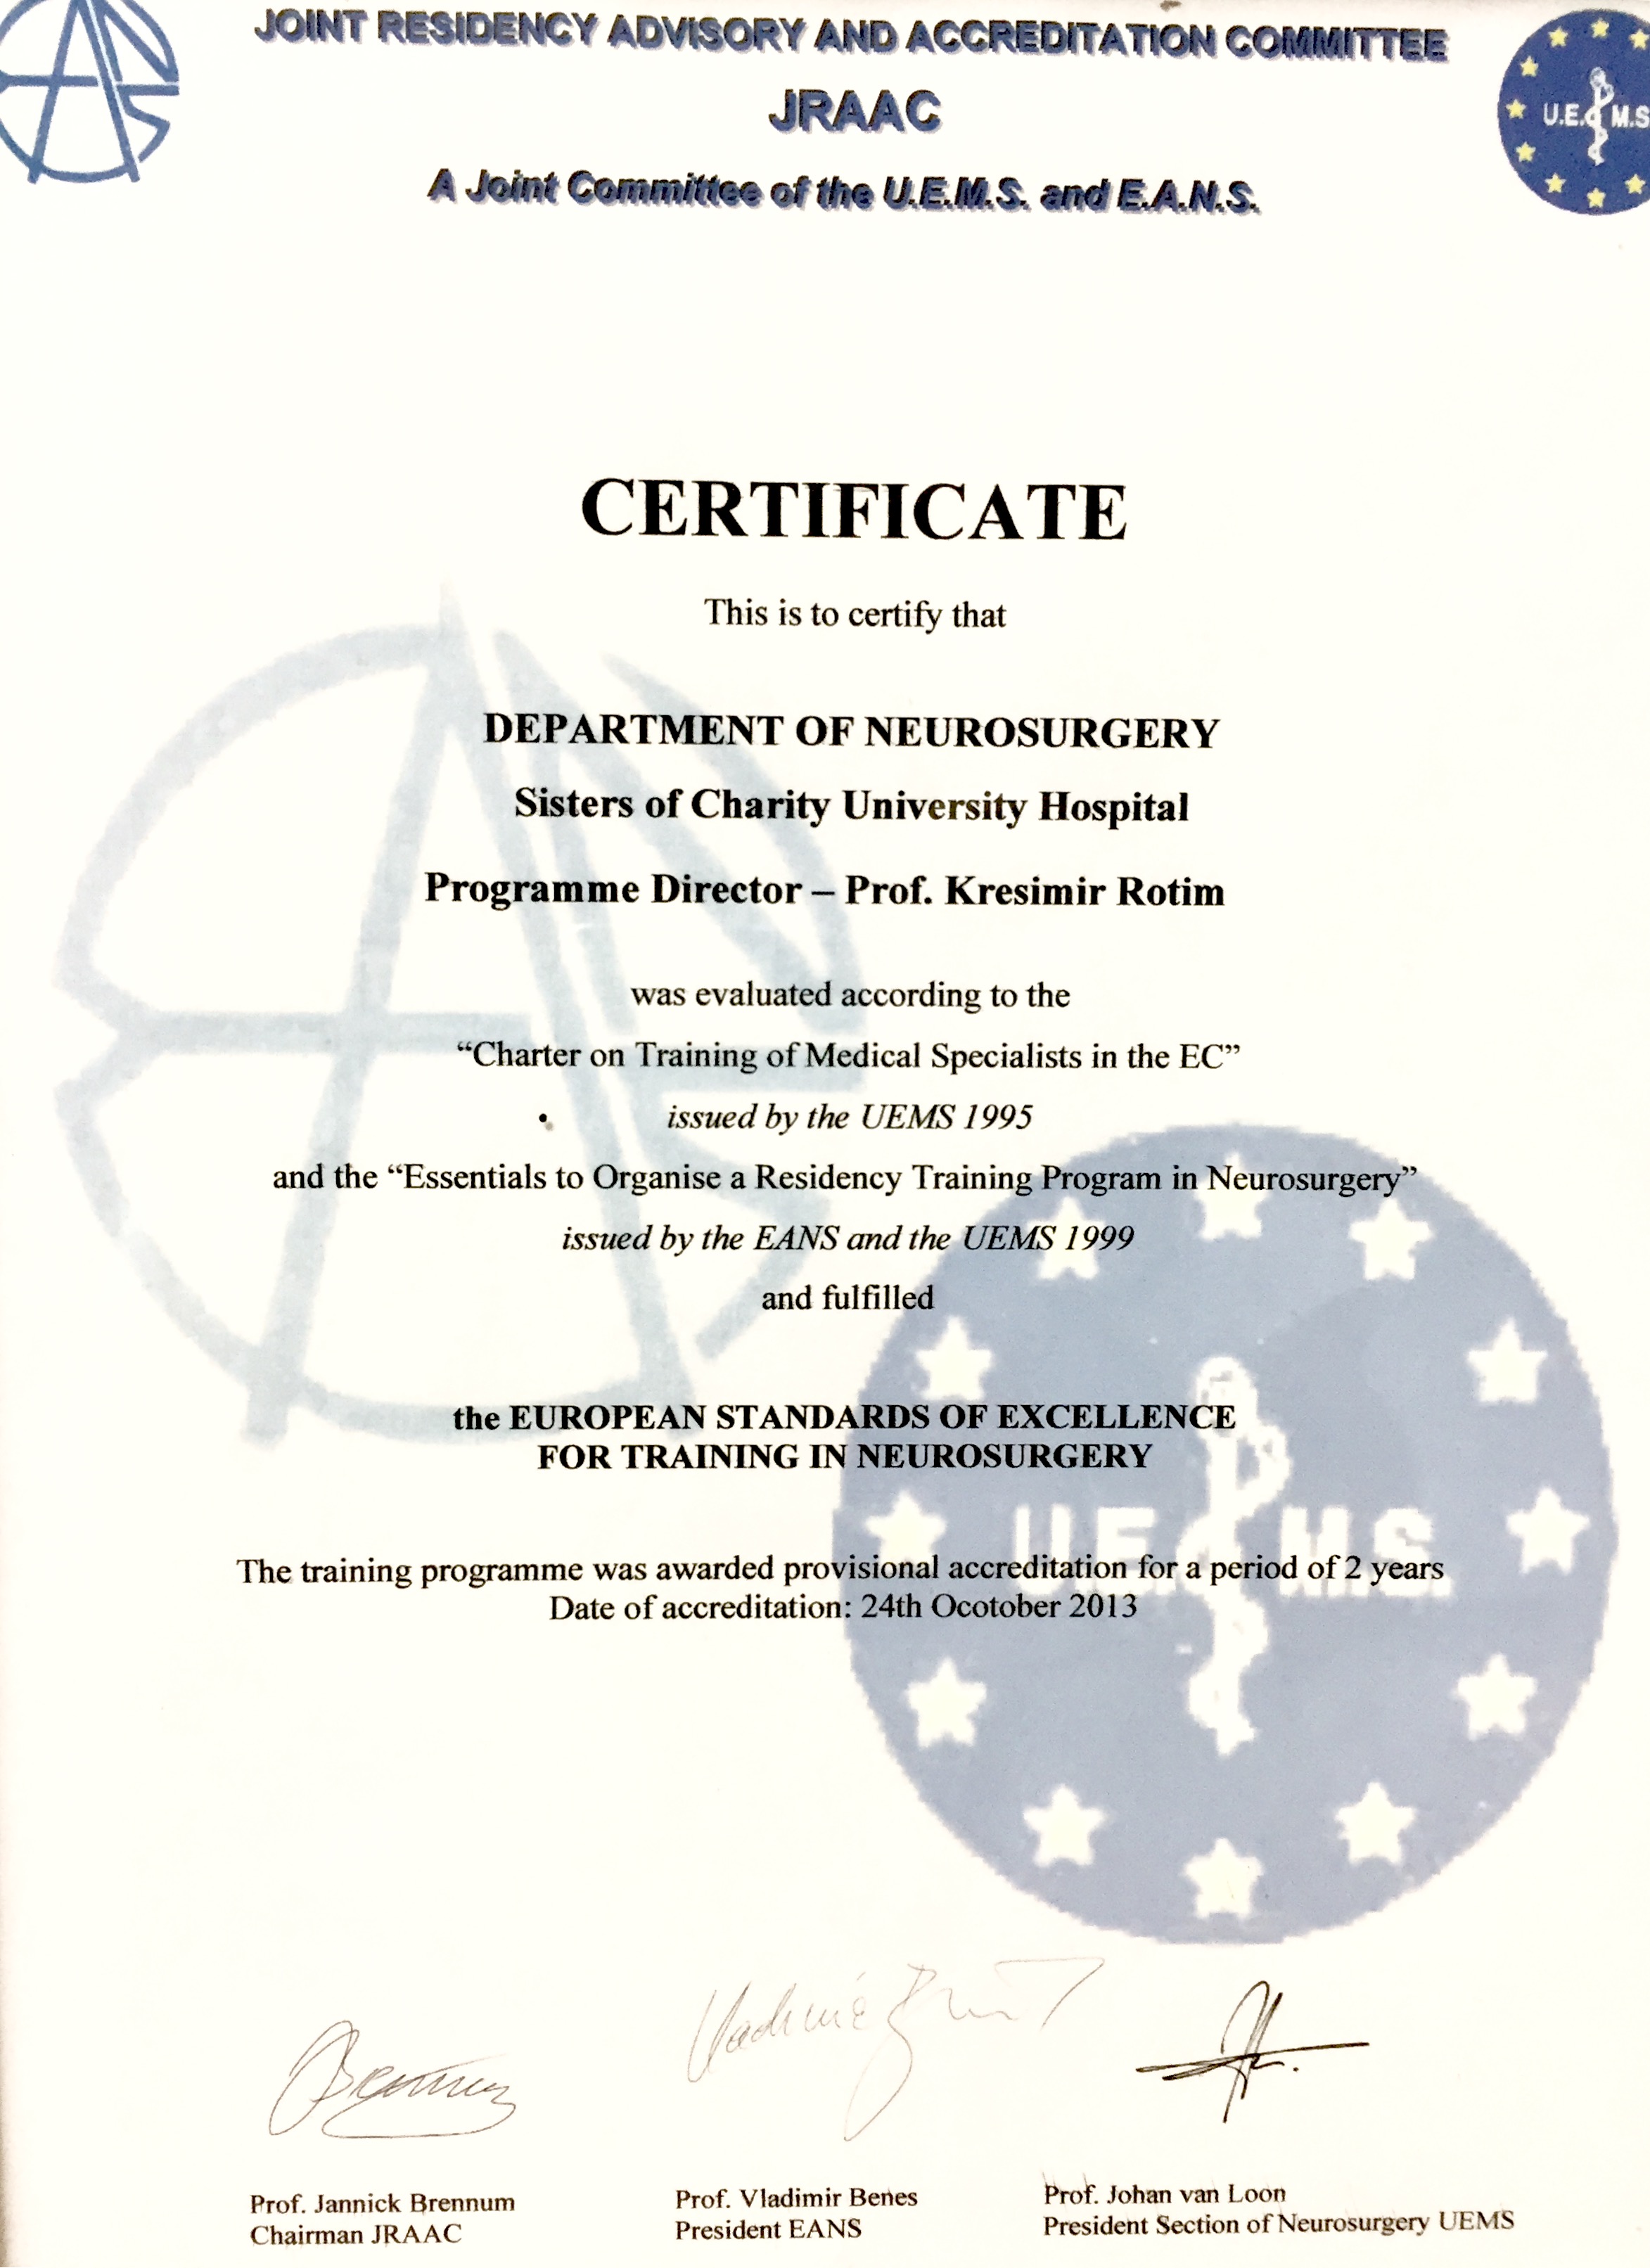 JOINT RESIDENCY ADVISORY AND ACCREDITATION COMMITTEE
JRAAC
A Joint Committee of the U.E.M.S. and E.A.N.S.
EANS
U.E. M.S
CERTIFICATE
This is to certify that
DEPARTMENT OF NEUROSURGERY
Sisters of Charity University Hospital
Programme Director – Prof. Kresimir Rotim
was evaluated according to the
“Charter on Training of Medical Specialists in the EC”
issued by the UEMS 1995
and the “Essentials to Organise a Residency Training Program in Neurosurgery”
issued by the EANS and the UEMS 1999
and fulfilled
the EUROPEAN STANDARDS OF EXCELLENCE
FOR TRAINING IN NEUROSURGERY
U.E. M.S.
The training programme was awarded provisional accreditation for a period of 2 years
Date of accreditation: 24th Ocotober 2013
Prof. Jannick Brennum
Chairman JRAAC
Prof. Vladimir Benes
President EANS
Prof. Johan van Loon
President Section of Neurosurgery UEMS